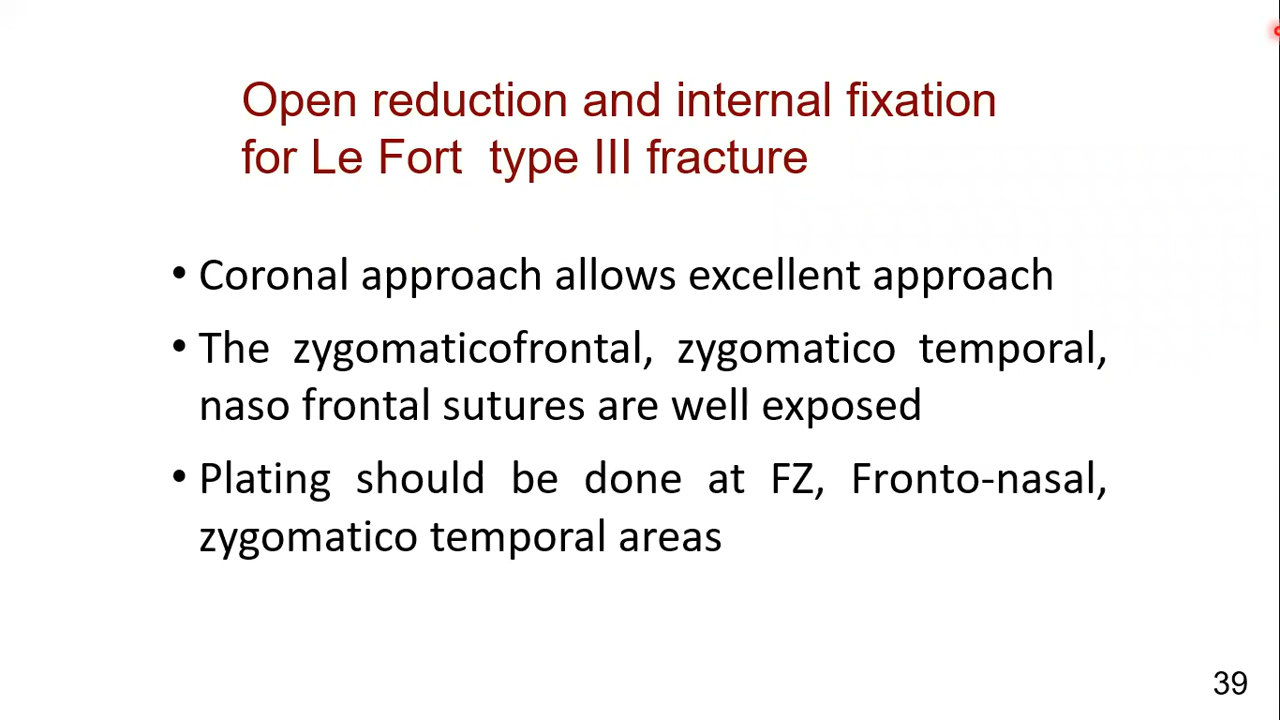 Open reduction and internal fixation
for Le Fort type III fracture
• Coronal approach allows excellent approach
• The zygomaticofrontal, zygomatico temporal,
naso frontal sutures are well exposed
• Plating should be done at FZ, Fronto-nasal,
zygomatico temporal areas
39